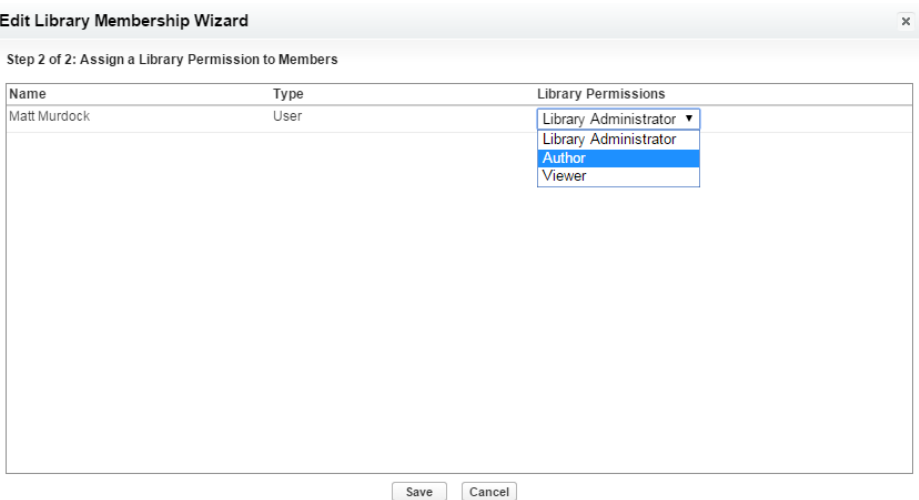 Edit Library Membership Wizard
Step 2 of 2: Assign a Library Permission to Members
Name Type Library Permissions
Matt Murdock User Library Administrator
Library Administrator
Author
Viewer
Save Cancel